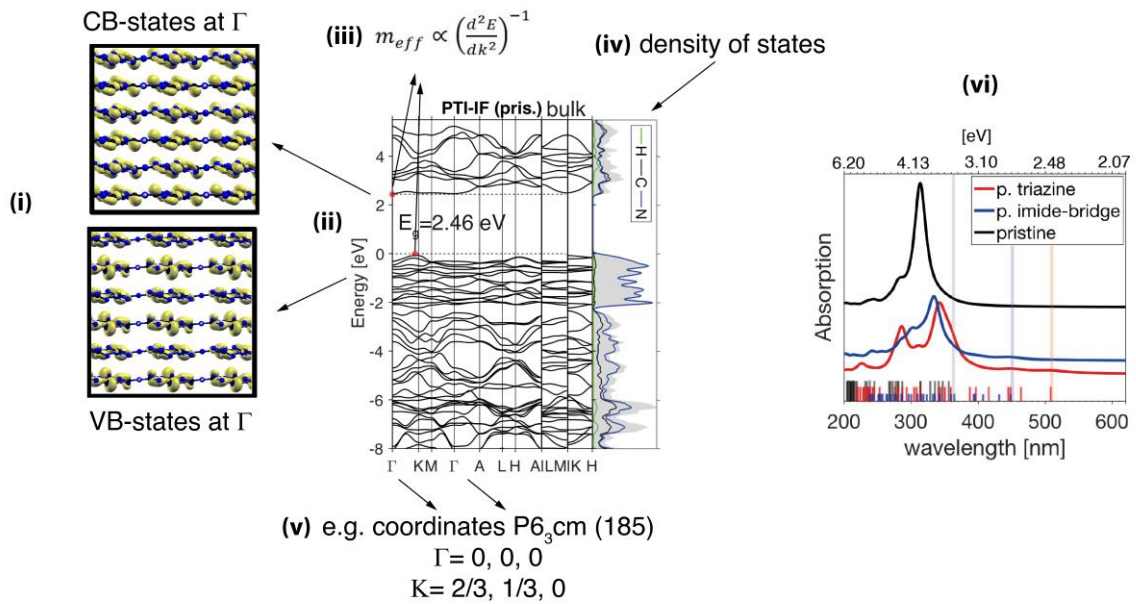 CB-states at Γ
(i)
VB-states at Γ
(iii) m_eff ∝ (d²E/dk²)⁻¹
(iv) density of states
PTI-IF (pris.) bulk
(ii)
E_g=2.46 eV
Energy [eV]
4
2
0
-2
-4
-6
-8
Γ KM Γ A L H A|LM|K H
H
C
N
(v) e.g. coordinates P6₃cm (185)
Γ= 0, 0, 0
K= 2/3, 1/3, 0
(vi)
[eV]
6.20 4.13 3.10 2.48 2.07
p. triazine
p. imide-bridge
pristine
Absorption
200 300 400 500 600
wavelength [nm]